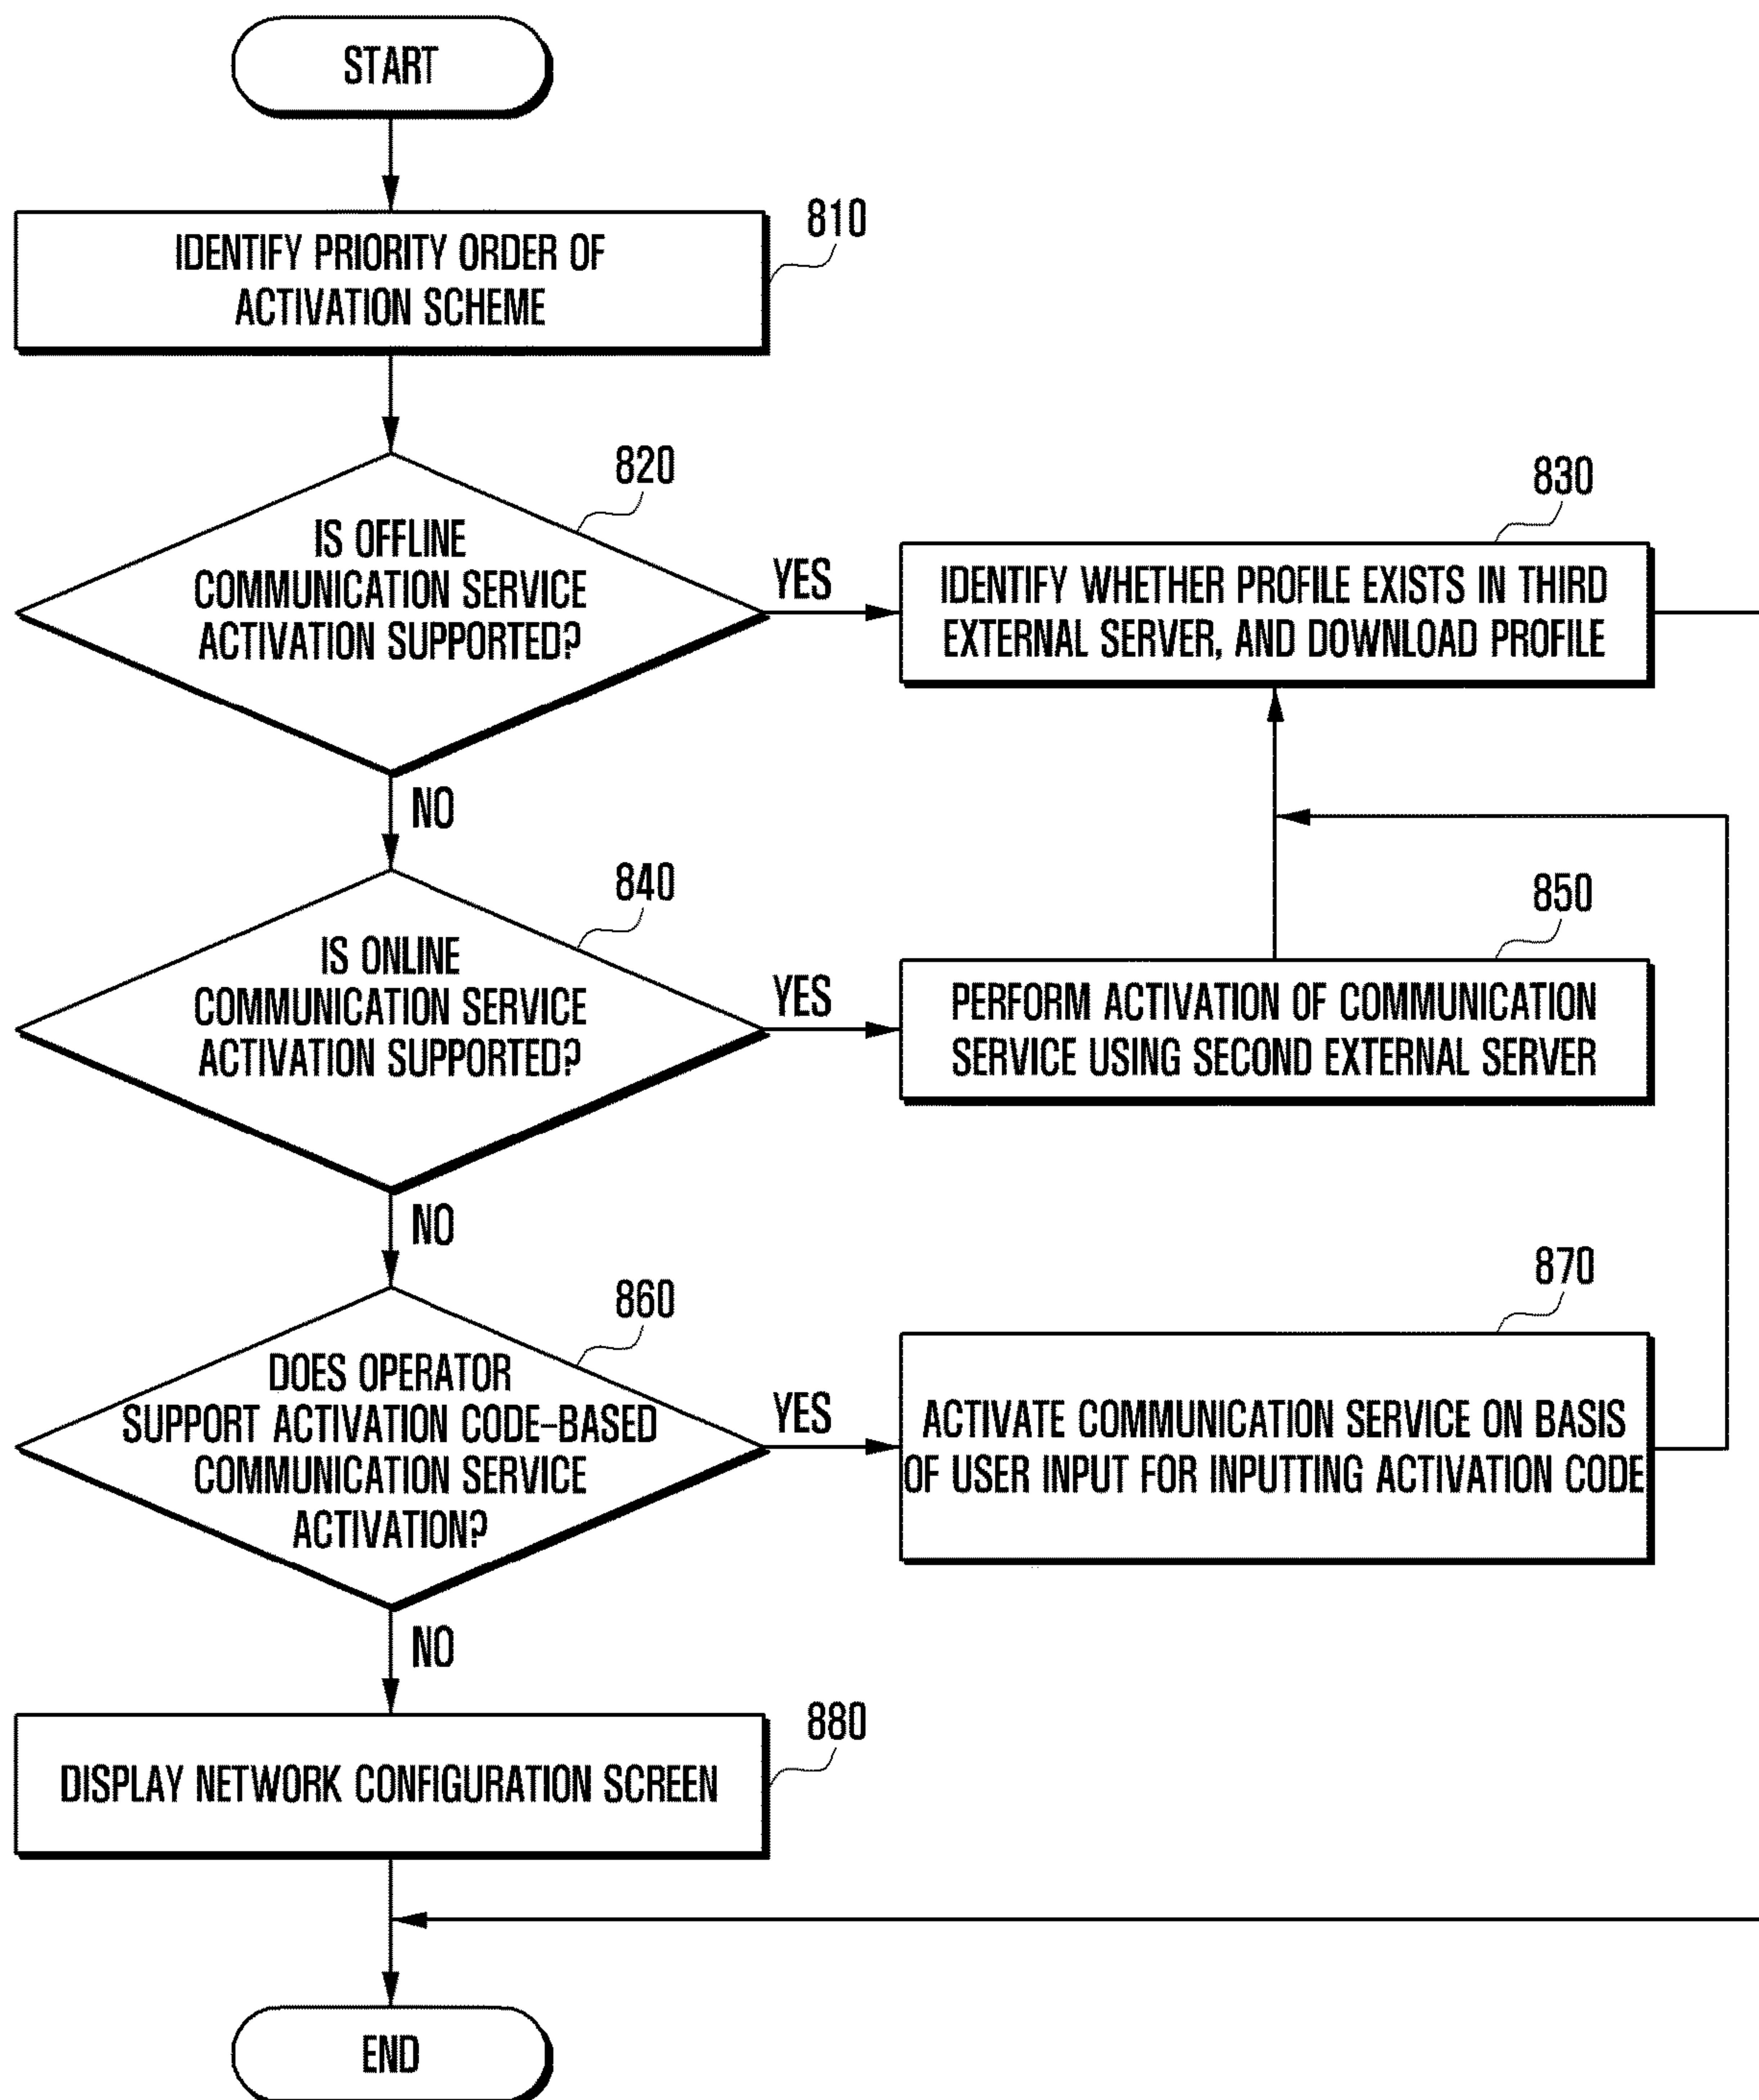 START
810
IDENTIFY PRIORITY ORDER OF
ACTIVATION SCHEME
820
IS OFFLINE
COMMUNICATION SERVICE
ACTIVATION SUPPORTED?
YES
830
IDENTIFY WHETHER PROFILE EXISTS IN THIRD
EXTERNAL SERVER, AND DOWNLOAD PROFILE
NO
840
IS ONLINE
COMMUNICATION SERVICE
ACTIVATION SUPPORTED?
YES
850
PERFORM ACTIVATION OF COMMUNICATION
SERVICE USING SECOND EXTERNAL SERVER
NO
860
DOES OPERATOR
SUPPORT ACTIVATION CODE-BASED
COMMUNICATION SERVICE
ACTIVATION?
YES
870
ACTIVATE COMMUNICATION SERVICE ON BASIS
OF USER INPUT FOR INPUTTING ACTIVATION CODE
NO
880
DISPLAY NETWORK CONFIGURATION SCREEN
END